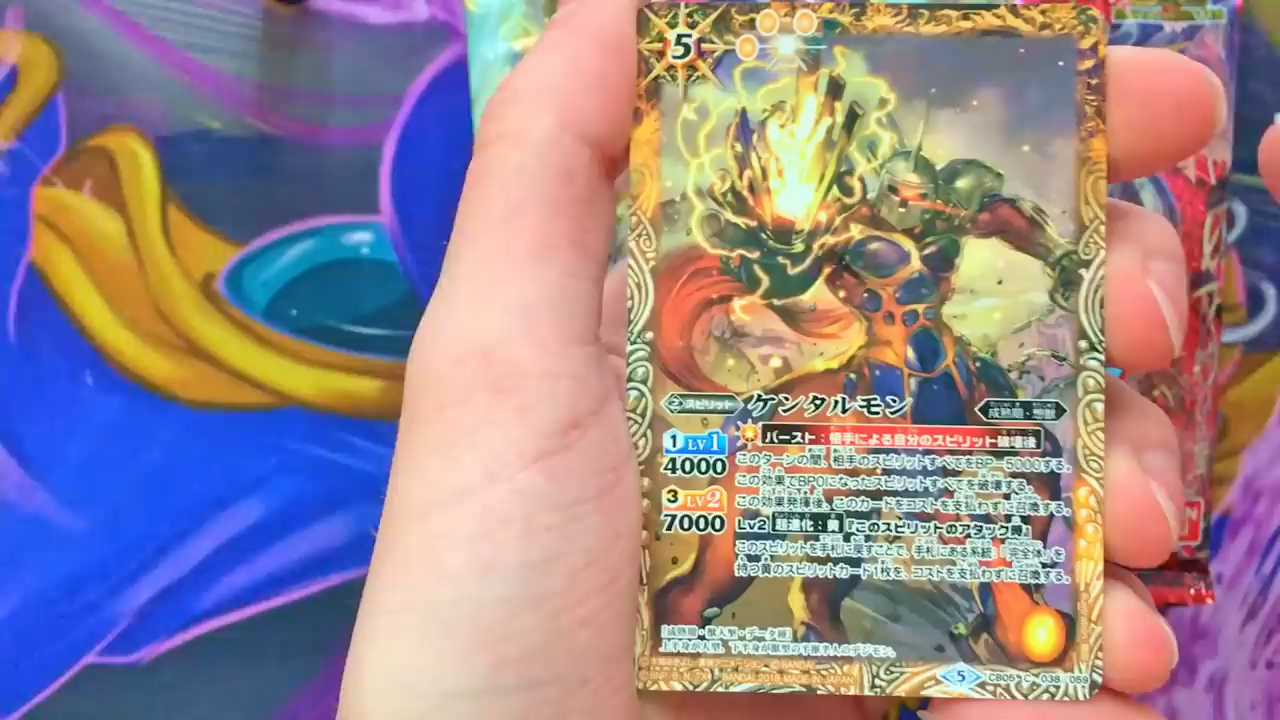 5
スピリット ケンタルモン 成熟期・想獣
1 LV1
4000
3 LV2
7000
バースト：相手による自分のスピリット破壊後
このターンの間、相手のスピリットすべてをBP-5000する。
この効果でBP0になったスピリットすべてを破壊する。
この効果発揮後、このカードをコストを支払わずに召喚する。
Lv2 超進化：黄 『このスピリットのアタック時』
このスピリットを手札に戻すことで、手札にある系統：「完全体」を
持つ黄のスピリットカード1枚を、コストを支払わずに召喚する。
[成熟期・獣人型・データ種]
上半身が人型、下半身が獣型の半獣半人のデジモン。
BANDAI 2018 MADE IN JAPAN
5
CB05 C 038 059